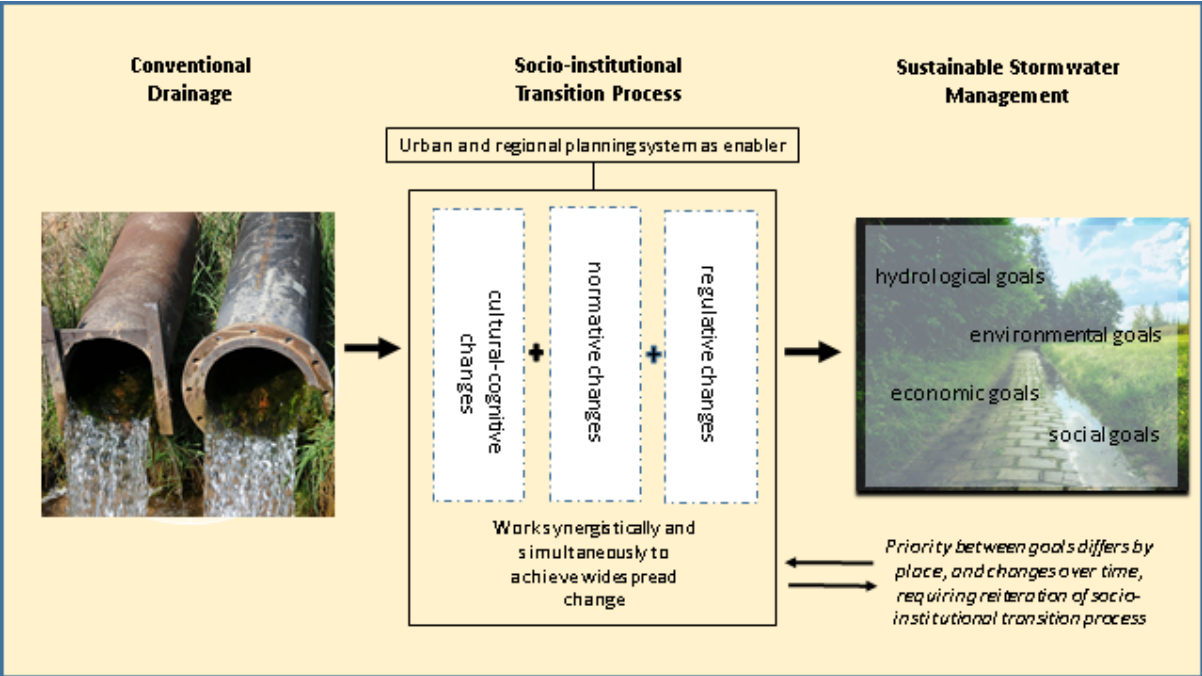 Conventional
Drainage
Socio-institutional
Transition Process
Sustainable Stormwater
Management
Urban and regional planning system as enabler
cultural-cognitive
changes
+
normative changes
+
regulative changes
Work synergistically and
simultaneously to
achieve widespread
change
hydrological goals
environmental goals
economic goals
social goals
Priority between goals differs by
place, and changes over time,
requiring reiteration of socio-
institutional transition process